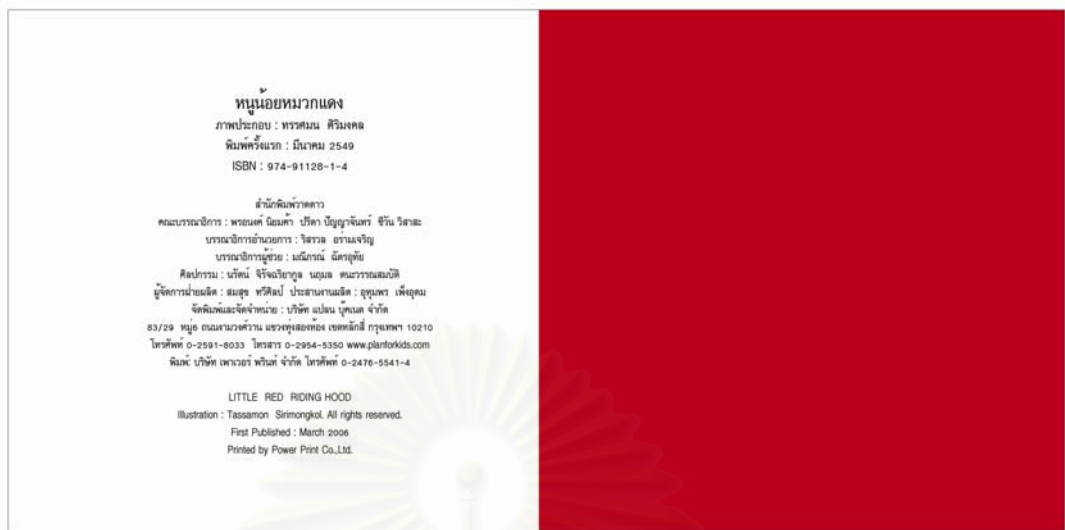 หนูน้อยหมวกแดง
ภาพประกอบ : ทรรศมน ศิริมงคล
พิมพ์ครั้งแรก : มีนาคม 2549
ISBN : 974-91128-1-4
สำนักพิมพ์วาดดาว
คณะบรรณาธิการ : พรอนงค์ นิยมค้า ปรีดา ปัญญาจันทร์ ชีวัน วิสาสะ
บรรณาธิการอำนวยการ : ริสรวล อร่ามเจริญ
บรรณาธิการผู้ช่วย : มณีภรณ์ ฉัตรอุทัย
ศิลปกรรม : นรัตน์ จิรัจฉริยากูล นฤมล ตนะวรรณสมบัติ
ผู้จัดการฝ่ายผลิต : สมสุข ทวีศิลป์ ประสานงานผลิต : อุทุมพร เพ็งอุดม
จัดพิมพ์และจัดจำหน่าย : บริษัท แปลน บุ๊คเนต จำกัด
83/29 หมู่6 ถนนงามวงศ์วาน แขวงทุ่งสองห้อง เขตหลักสี่ กรุงเทพฯ 10210
โทรศัพท์ 0-2591-8033 โทรสาร 0-2954-5350 www.planforkids.com
พิมพ์: บริษัท เพาเวอร์ พรินท์ จำกัด โทรศัพท์ 0-2476-5541-4
LITTLE RED RIDING HOOD
Illustration : Tassamon Sirimongkol. All rights reserved.
First Published : March 2006
Printed by Power Print Co.,Ltd.